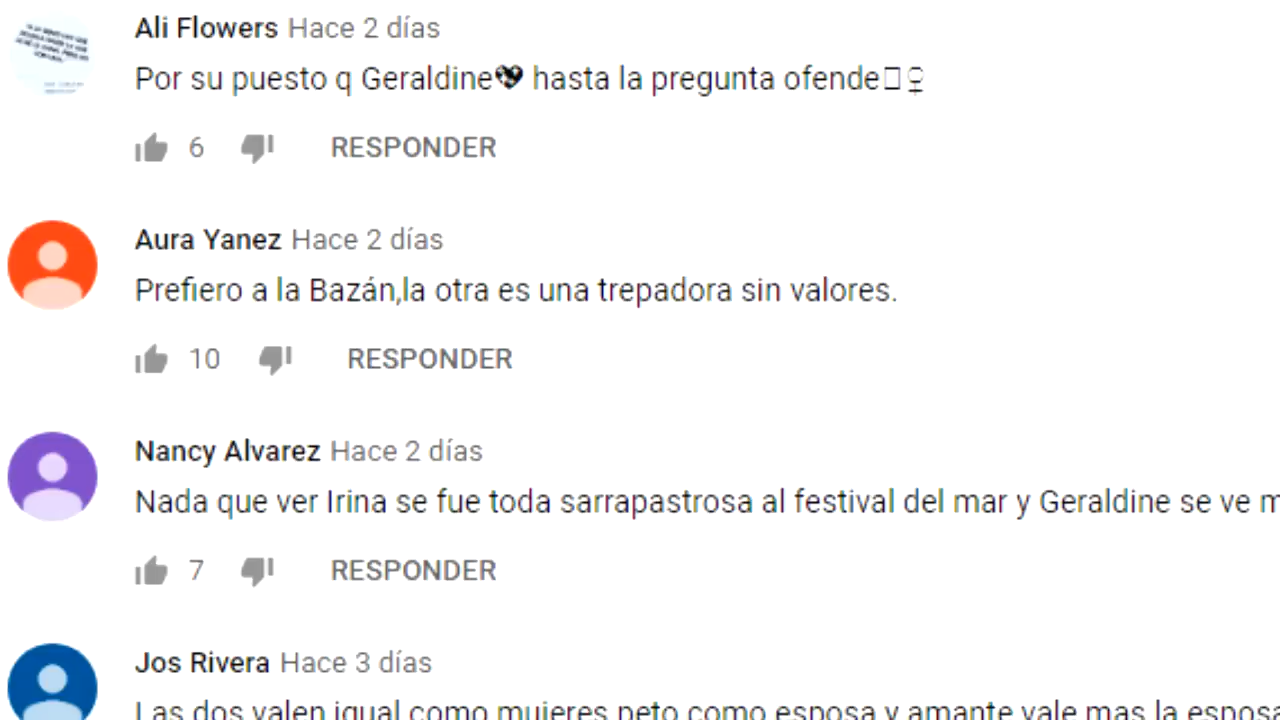 Ali Flowers Hace 2 días
Por su puesto q Geraldine💖 hasta la pregunta ofende□♀
6 RESPONDER
Aura Yanez Hace 2 días
Prefiero a la Bazán,la otra es una trepadora sin valores.
10 RESPONDER
Nancy Alvarez Hace 2 días
Nada que ver Irina se fue toda sarrapastrosa al festival del mar y Geraldine se ve m
7 RESPONDER
Jos Rivera Hace 3 días
Las dos valen igual como mujeres peto como esposa y amante vale mas la esposa